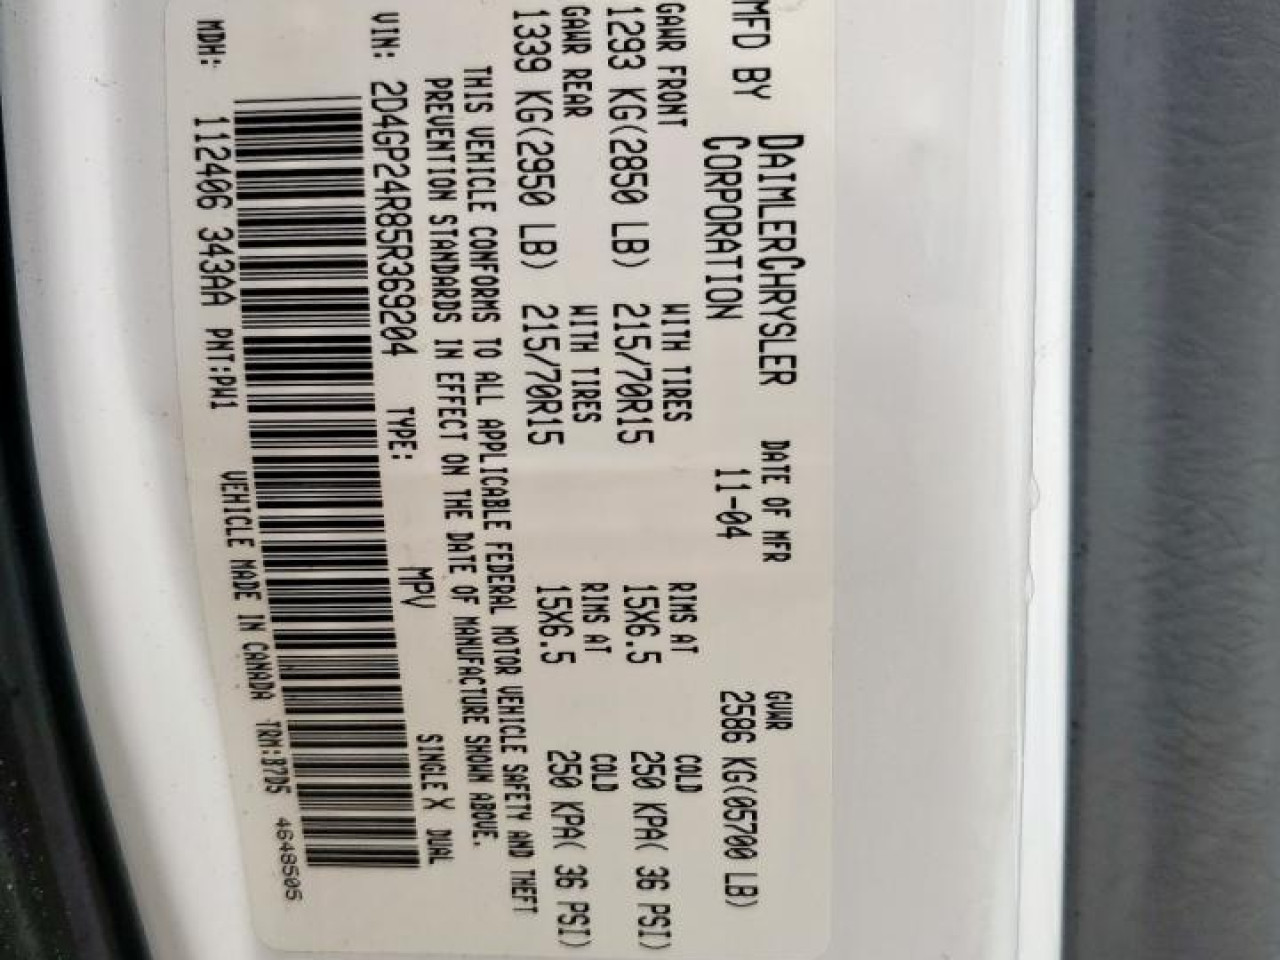 MFD BY DAIMLERCHRYSLER DATE OF MFR GVWR
CORPORATION 11-04 2586 KG(05700 LB)
GAWR FRONT WITH TIRES RIMS AT COLD
1293 KG(2850 LB) 215/70R15 15X6.5 250 KPA( 36 PSI)
GAWR REAR WITH TIRES RIMS AT COLD
1339 KG(2950 LB) 215/70R15 15X6.5 250 KPA( 36 PSI)
THIS VEHICLE CONFORMS TO ALL APPLICABLE FEDERAL MOTOR VEHICLE SAFETY AND THEFT
PREVENTION STANDARDS IN EFFECT ON THE DATE OF MANUFACTURE SHOWN ABOVE.
VIN: 2D4GP24R85R369204 TYPE: MPV SINGLE X DUAL
MDH: 112406 343AA PNT:PW1 VEHICLE MADE IN CANADA TRM:B7D5
4648505